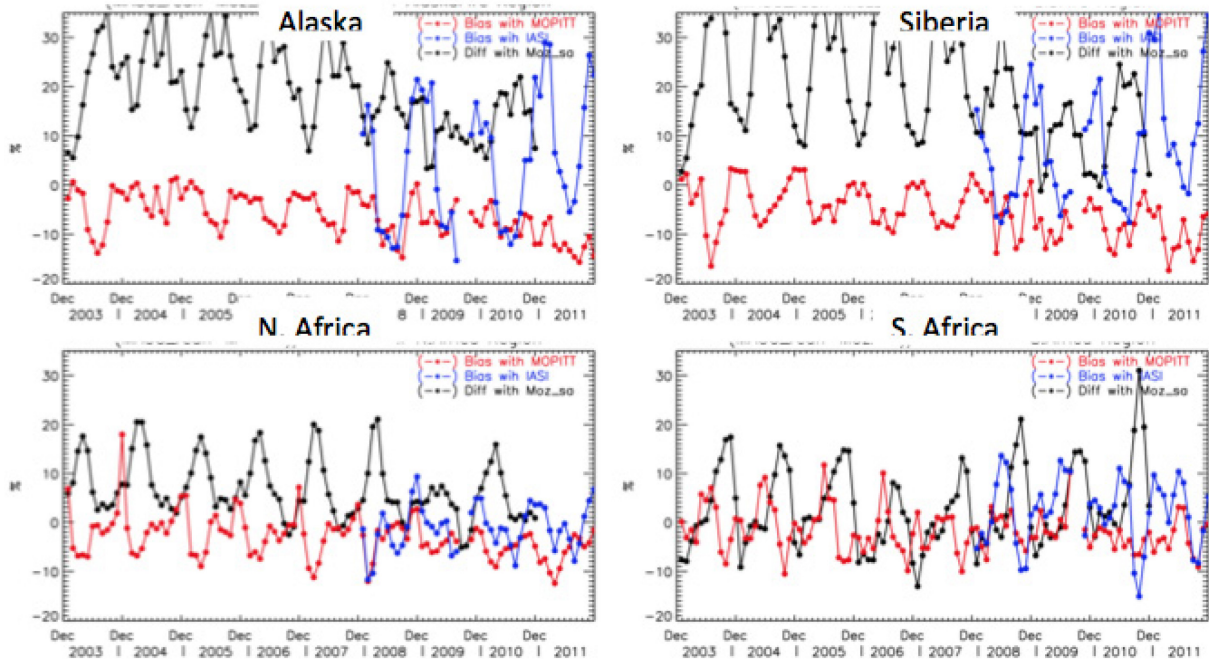 Alaska
(-•-) Bias with MOPITT
(-•-) Bias with IASI
(-•-) Diff with Moz_sa
30
20
10
0
-10
-20
%
Dec Dec Dec Dec Dec Dec Dec Dec
2003 | 2004 | 2005 8 | 2009 | 2010 | 2011
Siberia
(-•-) Bias with MOPITT
(-•-) Bias with IASI
(-•-) Diff with Moz_sa
30
20
10
0
-10
-20
%
Dec Dec Dec Dec Dec Dec Dec
2003 | 2004 | 2005 | | 2009 | 2010 | 2011
N. Africa
Region
(-•-) Bias with MOPITT
(-•-) Bias wih IASI
(-•-) Diff with Moz_sa
30
20
10
0
-10
-20
%
Dec Dec Dec Dec Dec Dec Dec Dec Dec
2003 | 2004 | 2005 | 2006 | 2007 | 2008 | 2009 | 2010 | 2011
S. Africa
Region
(-•-) Bias with MOPITT
(-•-) Bias wih IASI
(-•-) Diff with Moz_sa
30
20
10
0
-10
-20
%
Dec Dec Dec Dec Dec Dec Dec Dec Dec
2003 | 2004 | 2005 | 2006 | 2007 | 2008 | 2009 | 2010 | 2011